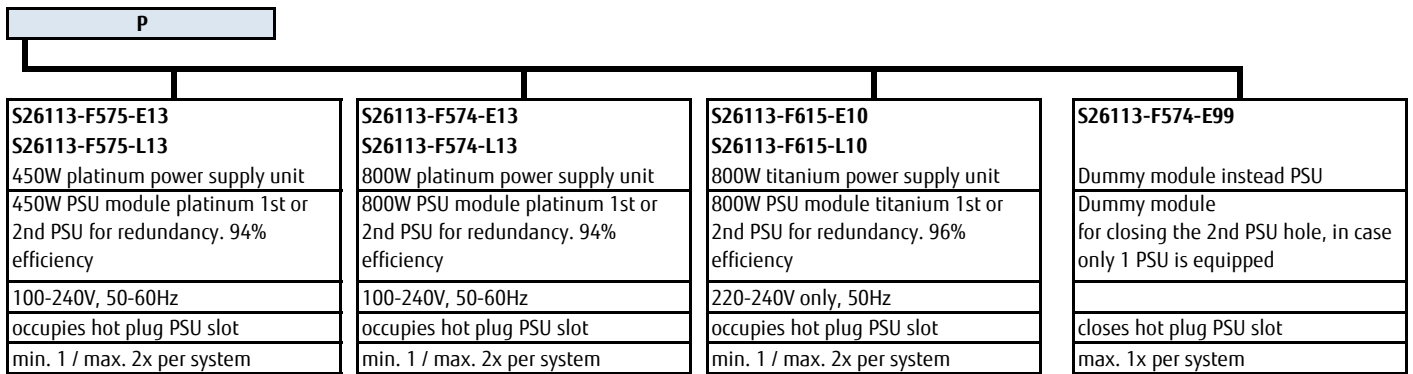 P
S26113-F575-E13
S26113-F575-L13
450W platinum power supply unit
450W PSU module platinum 1st or
2nd PSU for redundancy. 94%
efficiency
100-240V, 50-60Hz
occupies hot plug PSU slot
min. 1 / max. 2x per system
S26113-F574-E13
S26113-F574-L13
800W platinum power supply unit
800W PSU module platinum 1st or
2nd PSU for redundancy. 94%
efficiency
100-240V, 50-60Hz
occupies hot plug PSU slot
min. 1 / max. 2x per system
S26113-F615-E10
S26113-F615-L10
800W titanium power supply unit
800W PSU module titanium 1st or
2nd PSU for redundancy. 96%
efficiency
220-240V only, 50Hz
occupies hot plug PSU slot
min. 1 / max. 2x per system
S26113-F574-E99
Dummy module instead PSU
Dummy module
for closing the 2nd PSU hole, in case
only 1 PSU is equipped
closes hot plug PSU slot
max. 1x per system